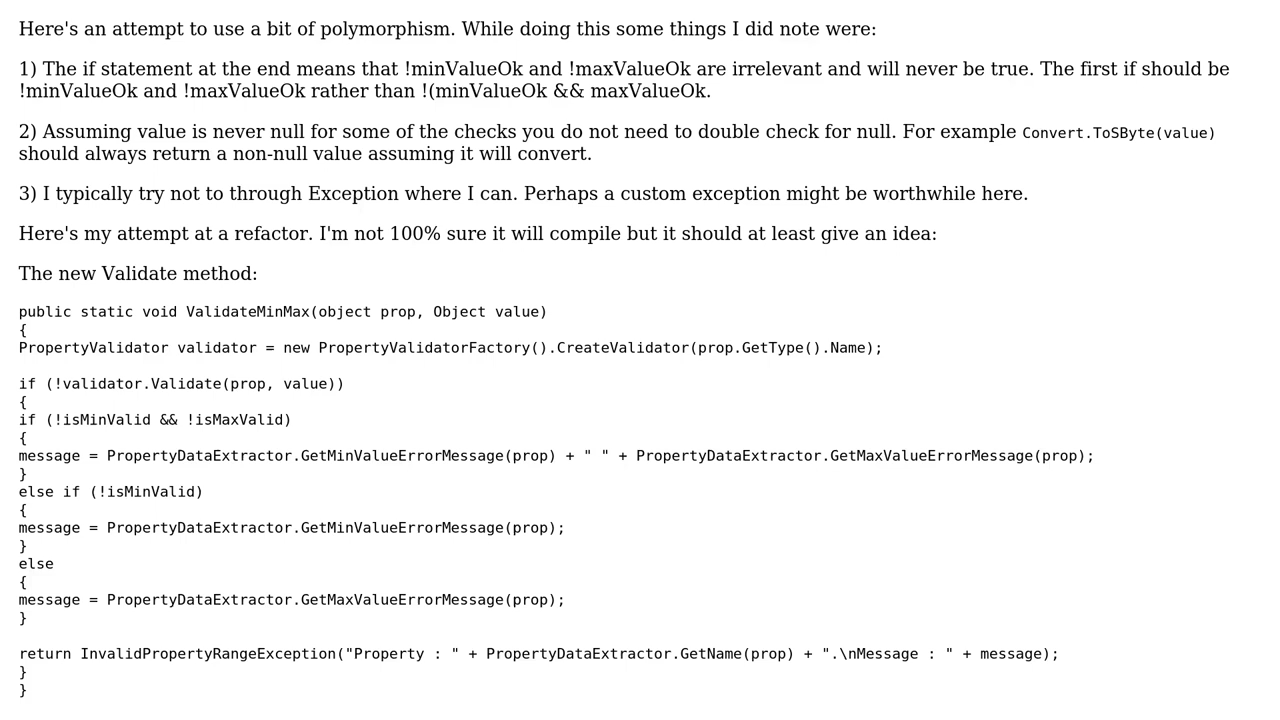 Here's an attempt to use a bit of polymorphism. While doing this some things I did note were:
1) The if statement at the end means that !minValueOk and !maxValueOk are irrelevant and will never be true. The first if should be
!minValueOk and !maxValueOk rather than !(minValueOk && maxValueOk.
2) Assuming value is never null for some of the checks you do not need to double check for null. For example Convert.ToSByte(value)
should always return a non-null value assuming it will convert.
3) I typically try not to through Exception where I can. Perhaps a custom exception might be worthwhile here.
Here's my attempt at a refactor. I'm not 100% sure it will compile but it should at least give an idea:
The new Validate method:
public static void ValidateMinMax(object prop, Object value)
{
PropertyValidator validator = new PropertyValidatorFactory().CreateValidator(prop.GetType().Name);
if (!validator.Validate(prop, value))
{
if (!isMinValid && !isMaxValid)
{
message = PropertyDataExtractor.GetMinValueErrorMessage(prop) + " " + PropertyDataExtractor.GetMaxValueErrorMessage(prop);
}
else if (!isMinValid)
{
message = PropertyDataExtractor.GetMinValueErrorMessage(prop);
}
else
{
message = PropertyDataExtractor.GetMaxValueErrorMessage(prop);
}
return InvalidPropertyRangeException("Property : " + PropertyDataExtractor.GetName(prop) + ".\nMessage : " + message);
}
}